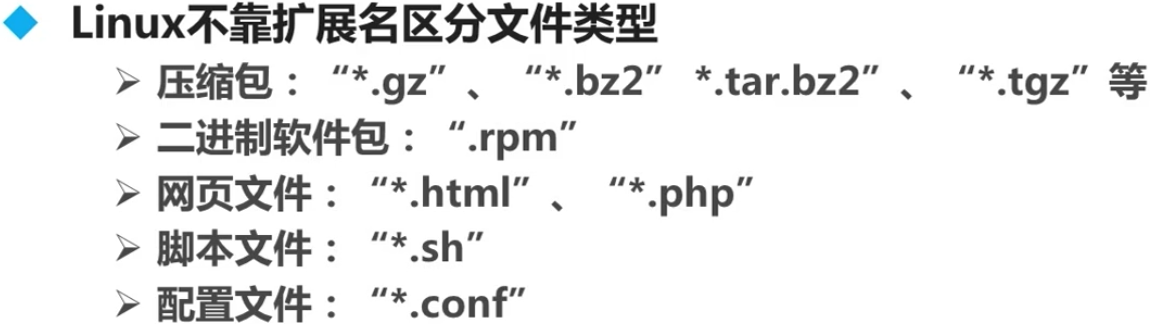 Linux不靠扩展名区分文件类型
压缩包：“*.gz”、“*.bz2” *.tar.bz2”、“*.tgz”等
二进制软件包：“.rpm”
网页文件：“*.html”、“*.php”
脚本文件：“*.sh”
配置文件：“*.conf”